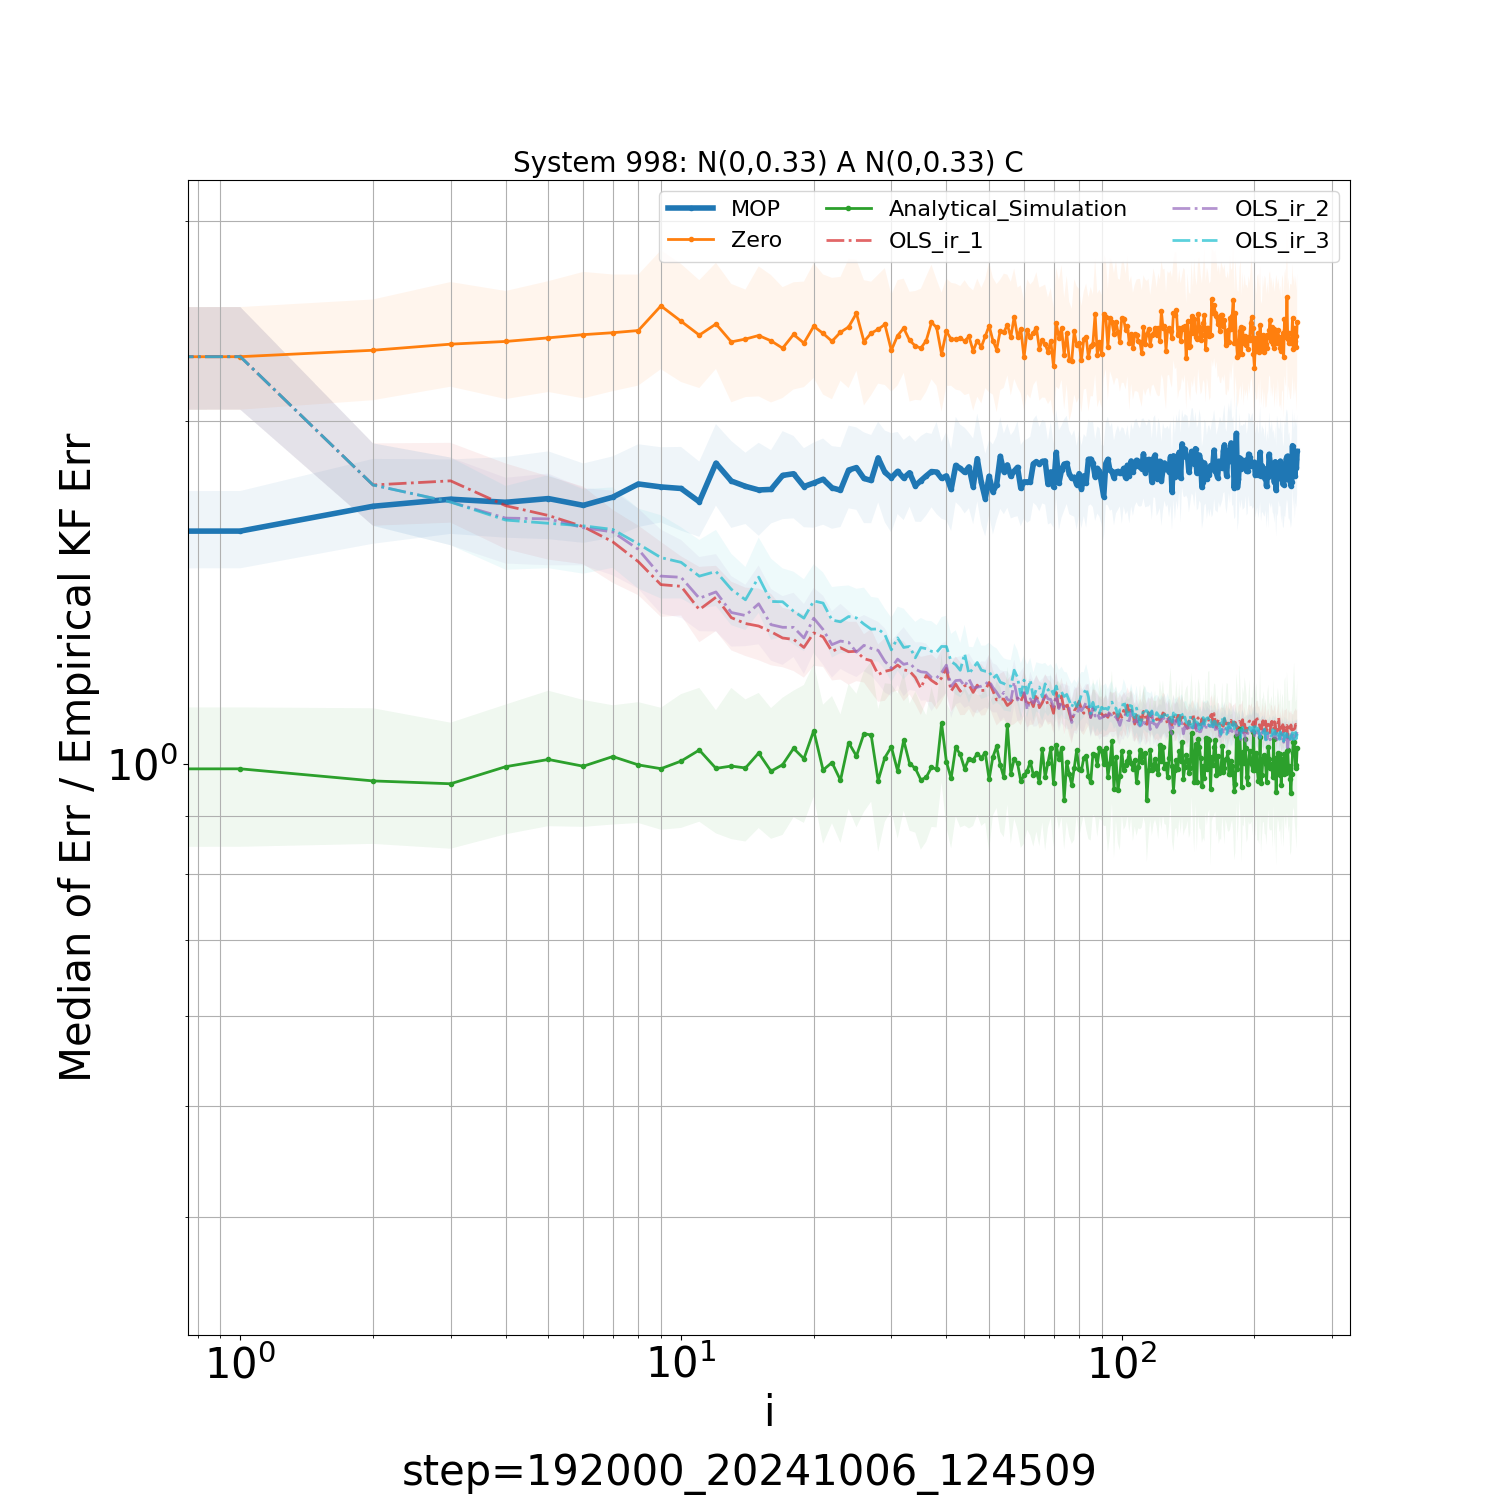 System 998: N(0,0.33) A N(0,0.33) C
MOP
Zero
Analytical_Simulation
OLS_ir_1
OLS_ir_2
OLS_ir_3
Median of Err / Empirical KF Err
10⁰
10⁰ 10¹ 10²
i
step=192000_20241006_124509